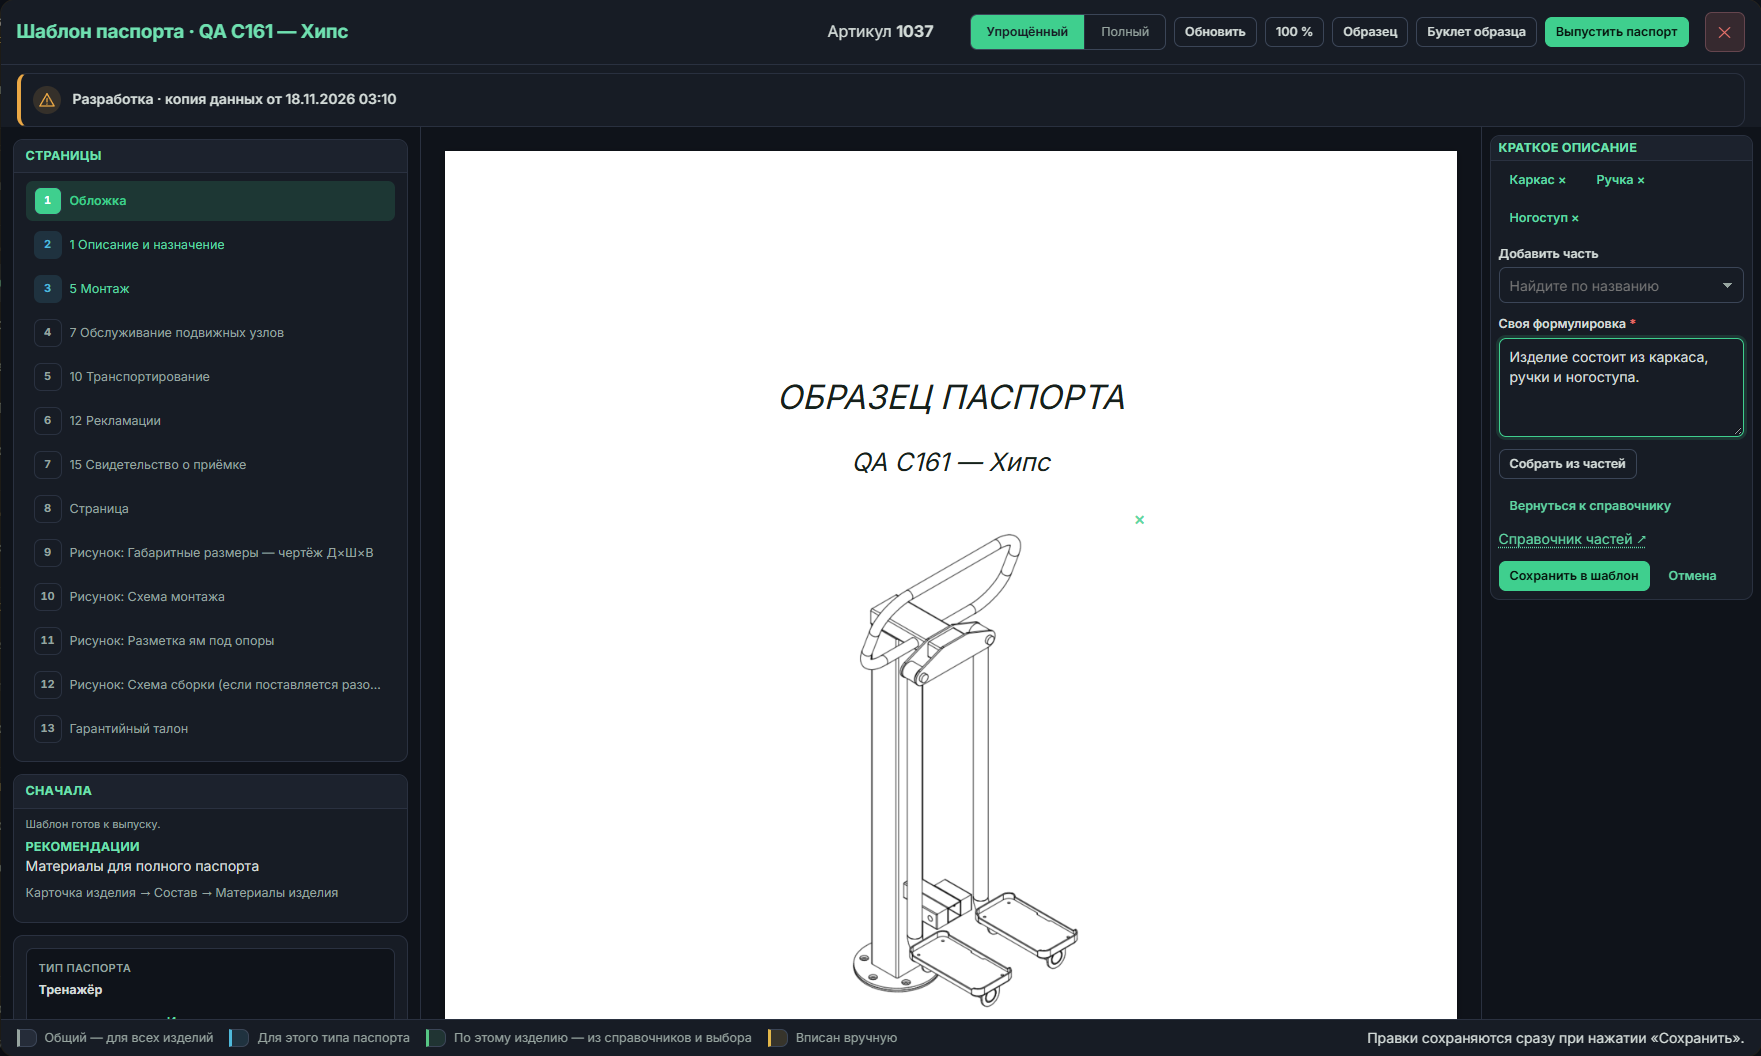 Шаблон паспорта · QA C161 — Хипс
Артикул 1037
Упрощённый
Полный
Обновить
100 %
Образец
Буклет образца
Выпустить паспорт
Разработка · копия данных от 18.11.2026 03:10
СТРАНИЦЫ
1 Обложка
2 1 Описание и назначение
3 5 Монтаж
4 7 Обслуживание подвижных узлов
5 10 Транспортирование
6 12 Рекламации
7 15 Свидетельство о приёмке
8 Страница
9 Рисунок: Габаритные размеры — чертёж Д×Ш×В
10 Рисунок: Схема монтажа
11 Рисунок: Разметка ям под опоры
12 Рисунок: Схема сборки (если поставляется разо...
13 Гарантийный талон
СНАЧАЛА
Шаблон готов к выпуску.
РЕКОМЕНДАЦИИ
Материалы для полного паспорта
Карточка изделия → Состав → Материалы изделия
ТИП ПАСПОРТА
Тренажёр
ОБРАЗЕЦ ПАСПОРТА
QA C161 — Хипс
×
КРАТКОЕ ОПИСАНИЕ
Каркас ×
Ручка ×
Ногоступ ×
Добавить часть
Найдите по названию
Своя формулировка *
Изделие состоит из каркаса,
ручки и ногоступа.
Собрать из частей
Вернуться к справочнику
Справочник частей ↗
Сохранить в шаблон
Отмена
Общий — для всех изделий
Для этого типа паспорта
По этому изделию — из справочников и выбора
Вписан вручную
Правки сохраняются сразу при нажатии «Сохранить».